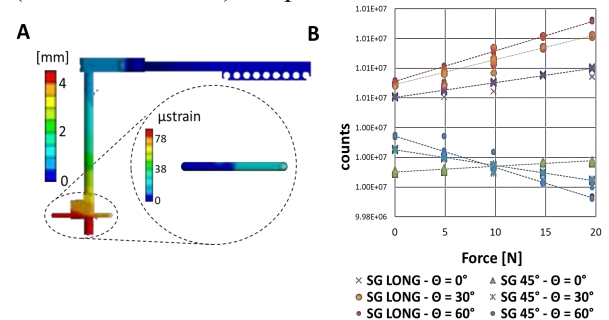 A
B
[mm]
4
2
0
µstrain
78
38
0
counts
1.01E+07
1.01E+07
1.01E+07
1.01E+07
1.00E+07
1.00E+07
1.00E+07
9.98E+06
0 5 10 15 20
Force [N]
SG LONG - Θ = 0° SG 45° - Θ = 0°
SG LONG - Θ = 30° SG 45° - Θ = 30°
SG LONG - Θ = 60° SG 45° - Θ = 60°